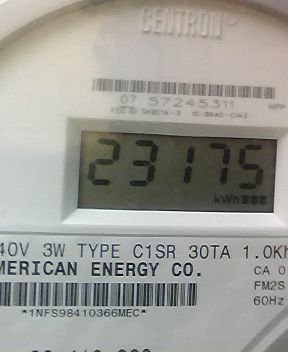 CENTRON
07 57245311
23175
kWh
40V 3W TYPE C1SR 30TA 1.0Kh
MERICAN ENERGY CO.
CA 0
FM2S
60Hz
*1NFS98410366MEC*